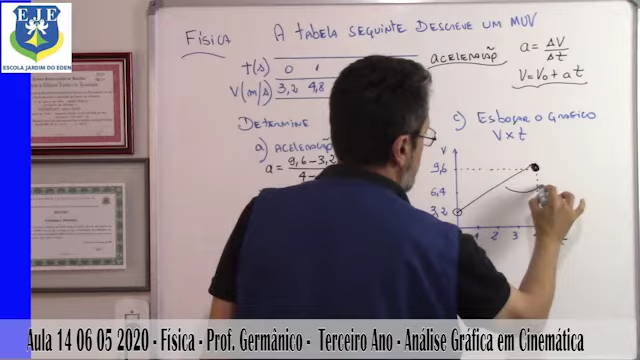 EJE
ESCOLA JARDIM DO EDEN
FÍSICA
A TABELA SEGUINTE DESCREVE UM MUV
t(s) 0
V(m/s) 3,2 4,8
ACELERAÇÃO
a = ΔV
Δt
V = V₀ + at
DETERMINE
a) ACELERAÇÃO
a = 9,6 - 3,2
4 -
c) ESBOÇAR O GRÁFICO
V x t
V
9,6
6,4
3,2
1 2 3
Aula 14 06 05 2020 - Física - Prof. Germânico - Terceiro Ano - Análise Gráfica em Cinemática